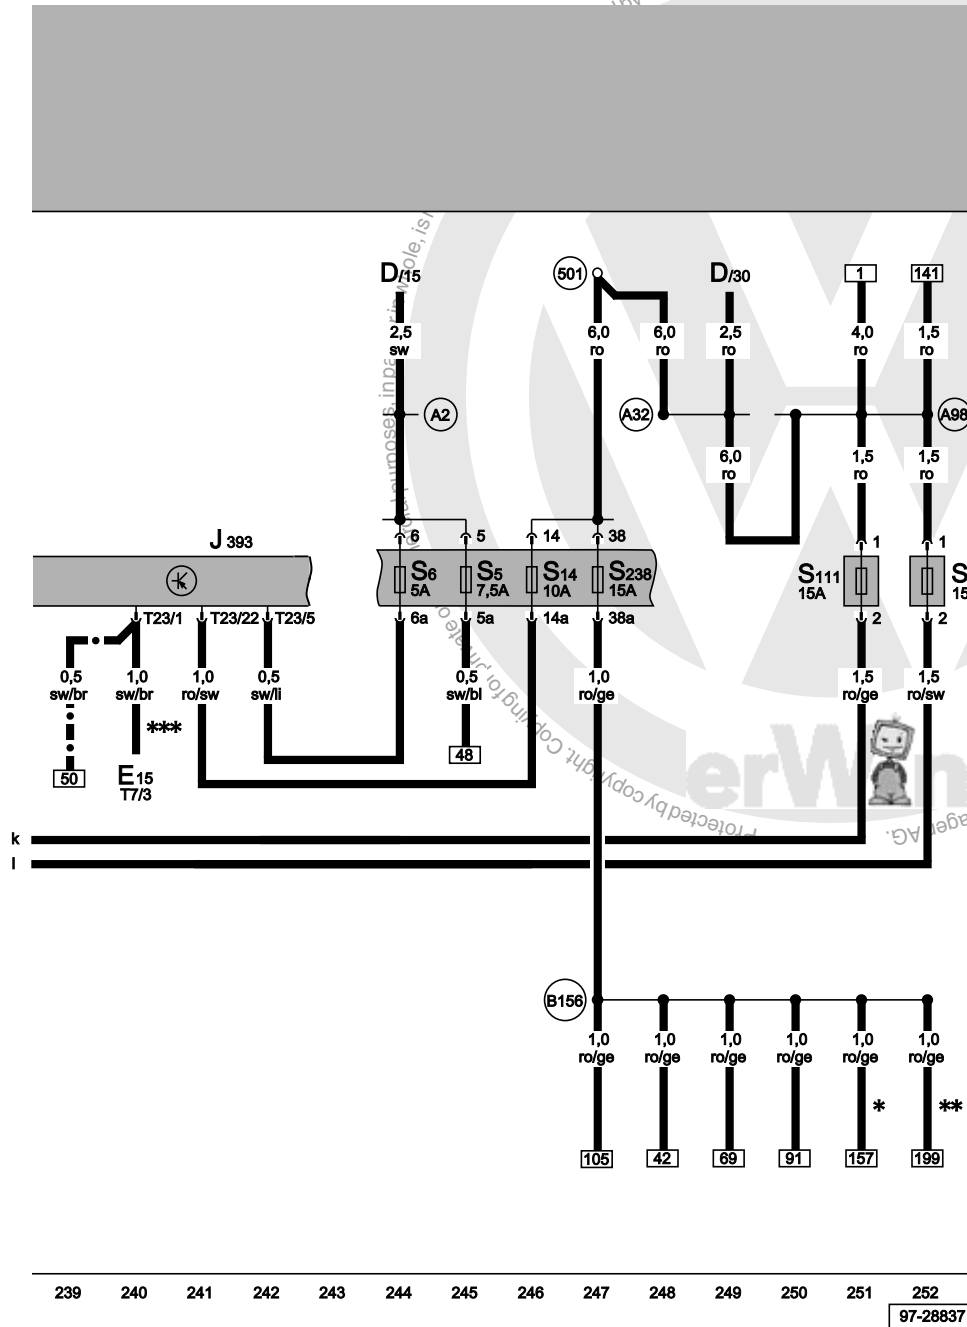 D/15
501
D/30
1
141
2,5
sw
6,0
ro
6,0
ro
2,5
ro
4,0
ro
1,5
ro
A2
A32
A98
6,0
ro
1,5
ro
1,5
ro
J 393
6
5
14
38
1
1
S6
5A
S5
7,5A
S14
10A
S238
15A
S111
15A
S
15
T23/1
T23/22
T23/5
6a
5a
14a
38a
2
2
0,5
sw/br
1,0
sw/br
1,0
ro/sw
0,5
sw/li
0,5
sw/bl
1,0
ro/ge
1,5
ro/ge
1,5
ro/sw
***
50
E15
T7/3
48
erWin
k
l
B156
1,0
ro/ge
1,0
ro/ge
1,0
ro/ge
1,0
ro/ge
1,0
ro/ge
1,0
ro/ge
*
**
105
42
69
91
157
199
239 240 241 242 243 244 245 246 247 248 249 250 251 252
97-28837